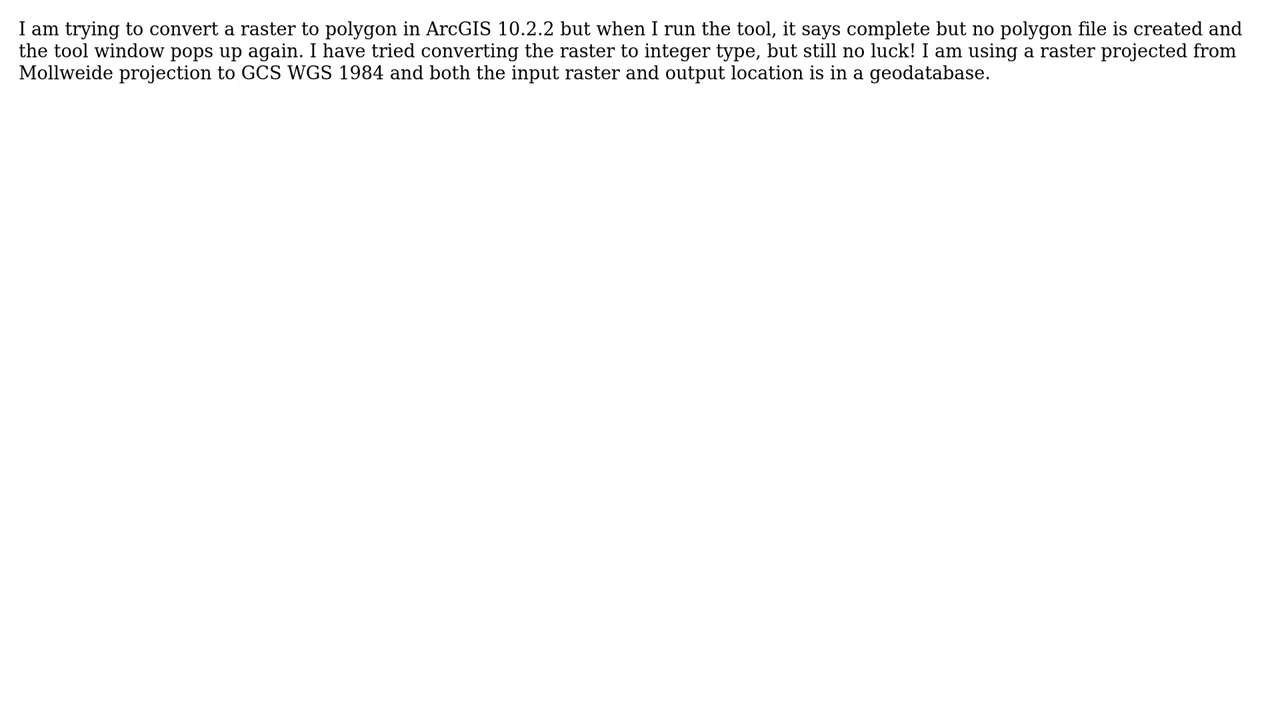 I am trying to convert a raster to polygon in ArcGIS 10.2.2 but when I run the tool, it says complete but no polygon file is created and
the tool window pops up again. I have tried converting the raster to integer type, but still no luck! I am using a raster projected from
Mollweide projection to GCS WGS 1984 and both the input raster and output location is in a geodatabase.